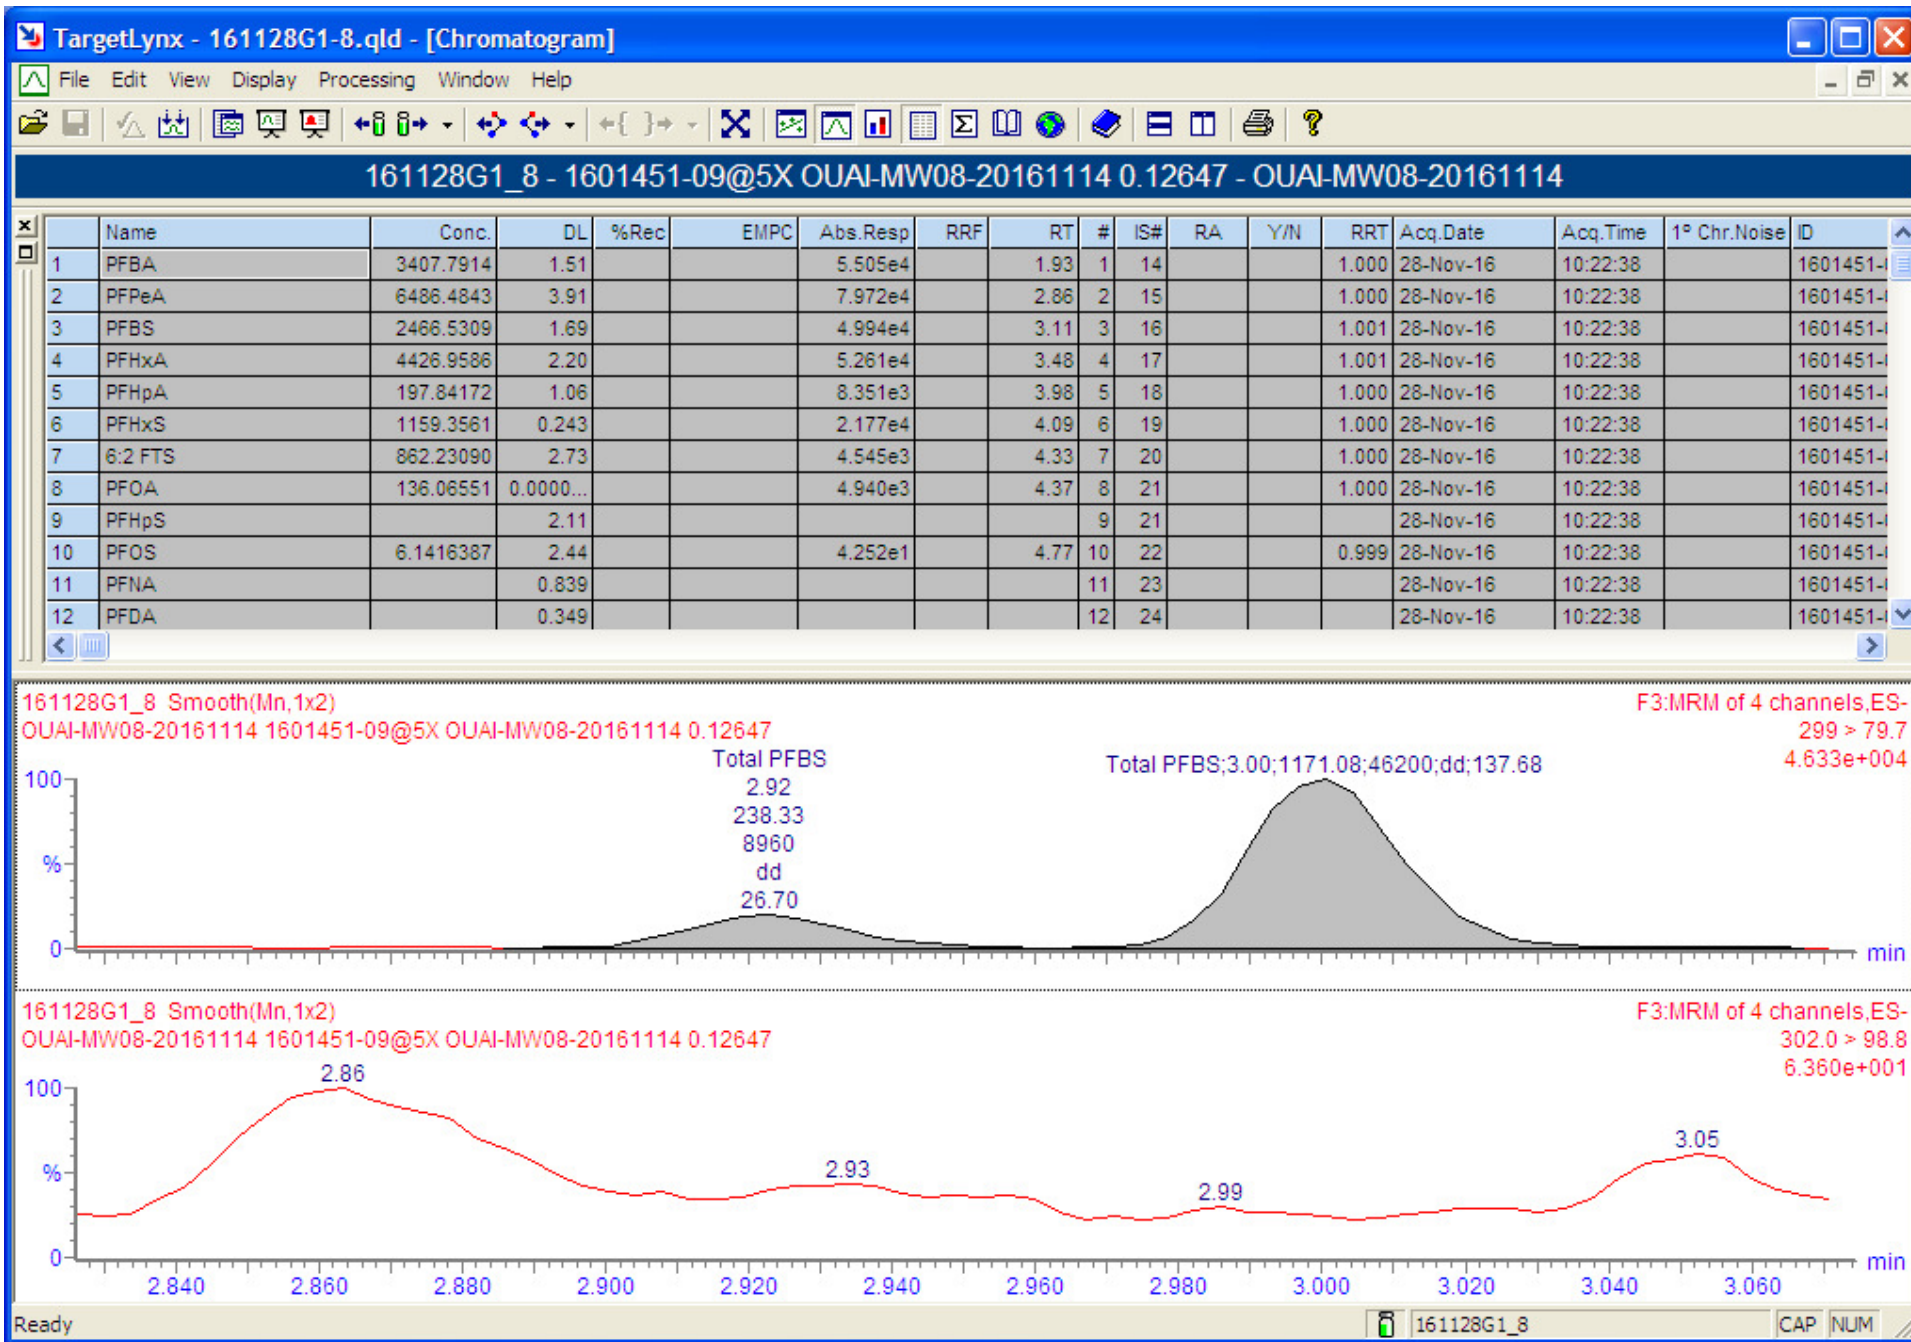 TargetLynx - 161128G1-8.qld - [Chromatogram]
File Edit View Display Processing Window Help
161128G1_8 - 1601451-09@5X OUAI-MW08-20161114 0.12647 - OUAI-MW08-20161114
Name Conc. DL %Rec EMPC Abs.Resp RRF RT # IS# RA Y/N RRT Acq.Date Acq.Time 1º Chr.Noise ID
1 PFBA 3407.7914 1.51 5.505e4 1.93 1 14 1.000 28-Nov-16 10:22:38 1601451-
2 PFPeA 6486.4843 3.91 7.972e4 2.86 2 15 1.000 28-Nov-16 10:22:38 1601451-
3 PFBS 2466.5309 1.69 4.994e4 3.11 3 16 1.001 28-Nov-16 10:22:38 1601451-
4 PFHxA 4426.9586 2.20 5.261e4 3.48 4 17 1.001 28-Nov-16 10:22:38 1601451-
5 PFHpA 197.84172 1.06 8.351e3 3.98 5 18 1.000 28-Nov-16 10:22:38 1601451-
6 PFHxS 1159.3561 0.243 2.177e4 4.09 6 19 1.000 28-Nov-16 10:22:38 1601451-
7 6:2 FTS 862.23090 2.73 4.545e3 4.33 7 20 1.000 28-Nov-16 10:22:38 1601451-
8 PFOA 136.06551 0.0000... 4.940e3 4.37 8 21 1.000 28-Nov-16 10:22:38 1601451-
9 PFHpS 2.11 9 21 28-Nov-16 10:22:38 1601451-
10 PFOS 6.1416387 2.44 4.252e1 4.77 10 22 0.999 28-Nov-16 10:22:38 1601451-
11 PFNA 0.839 11 23 28-Nov-16 10:22:38 1601451-
12 PFDA 0.349 12 24 28-Nov-16 10:22:38 1601451-
161128G1_8 Smooth(Mn,1x2) F3:MRM of 4 channels,ES-
OUAI-MW08-20161114 1601451-09@5X OUAI-MW08-20161114 0.12647 299 > 79.7
4.633e+004
Total PFBS
2.92
238.33
8960
dd
26.70
Total PFBS;3.00;1171.08;46200;dd;137.68
100
%
0
min
161128G1_8 Smooth(Mn,1x2) F3:MRM of 4 channels,ES-
OUAI-MW08-20161114 1601451-09@5X OUAI-MW08-20161114 0.12647 302.0 > 98.8
6.360e+001
100
2.86
3.05
%
2.93
2.99
0
min
2.840 2.860 2.880 2.900 2.920 2.940 2.960 2.980 3.000 3.020 3.040 3.060
Ready 161128G1_8 CAP NUM